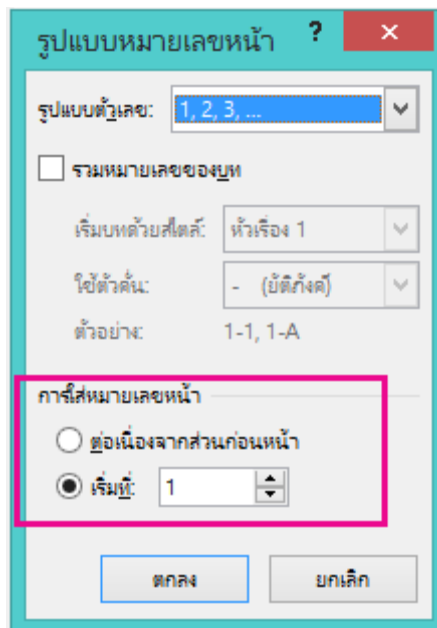 รูปแบบหมายเลขหน้า ? ×
รูปแบบตัวเลข: 1, 2, 3, ...
รวมหมายเลขของบท
เริ่มบทด้วยสไตล์: หัวเรื่อง 1
ใช้ตัวคั่น: - (ยัติภังค์)
ตัวอย่าง: 1-1, 1-A
การใส่หมายเลขหน้า
ต่อเนื่องจากส่วนก่อนหน้า
เริ่มที่: 1
ตกลง ยกเลิก